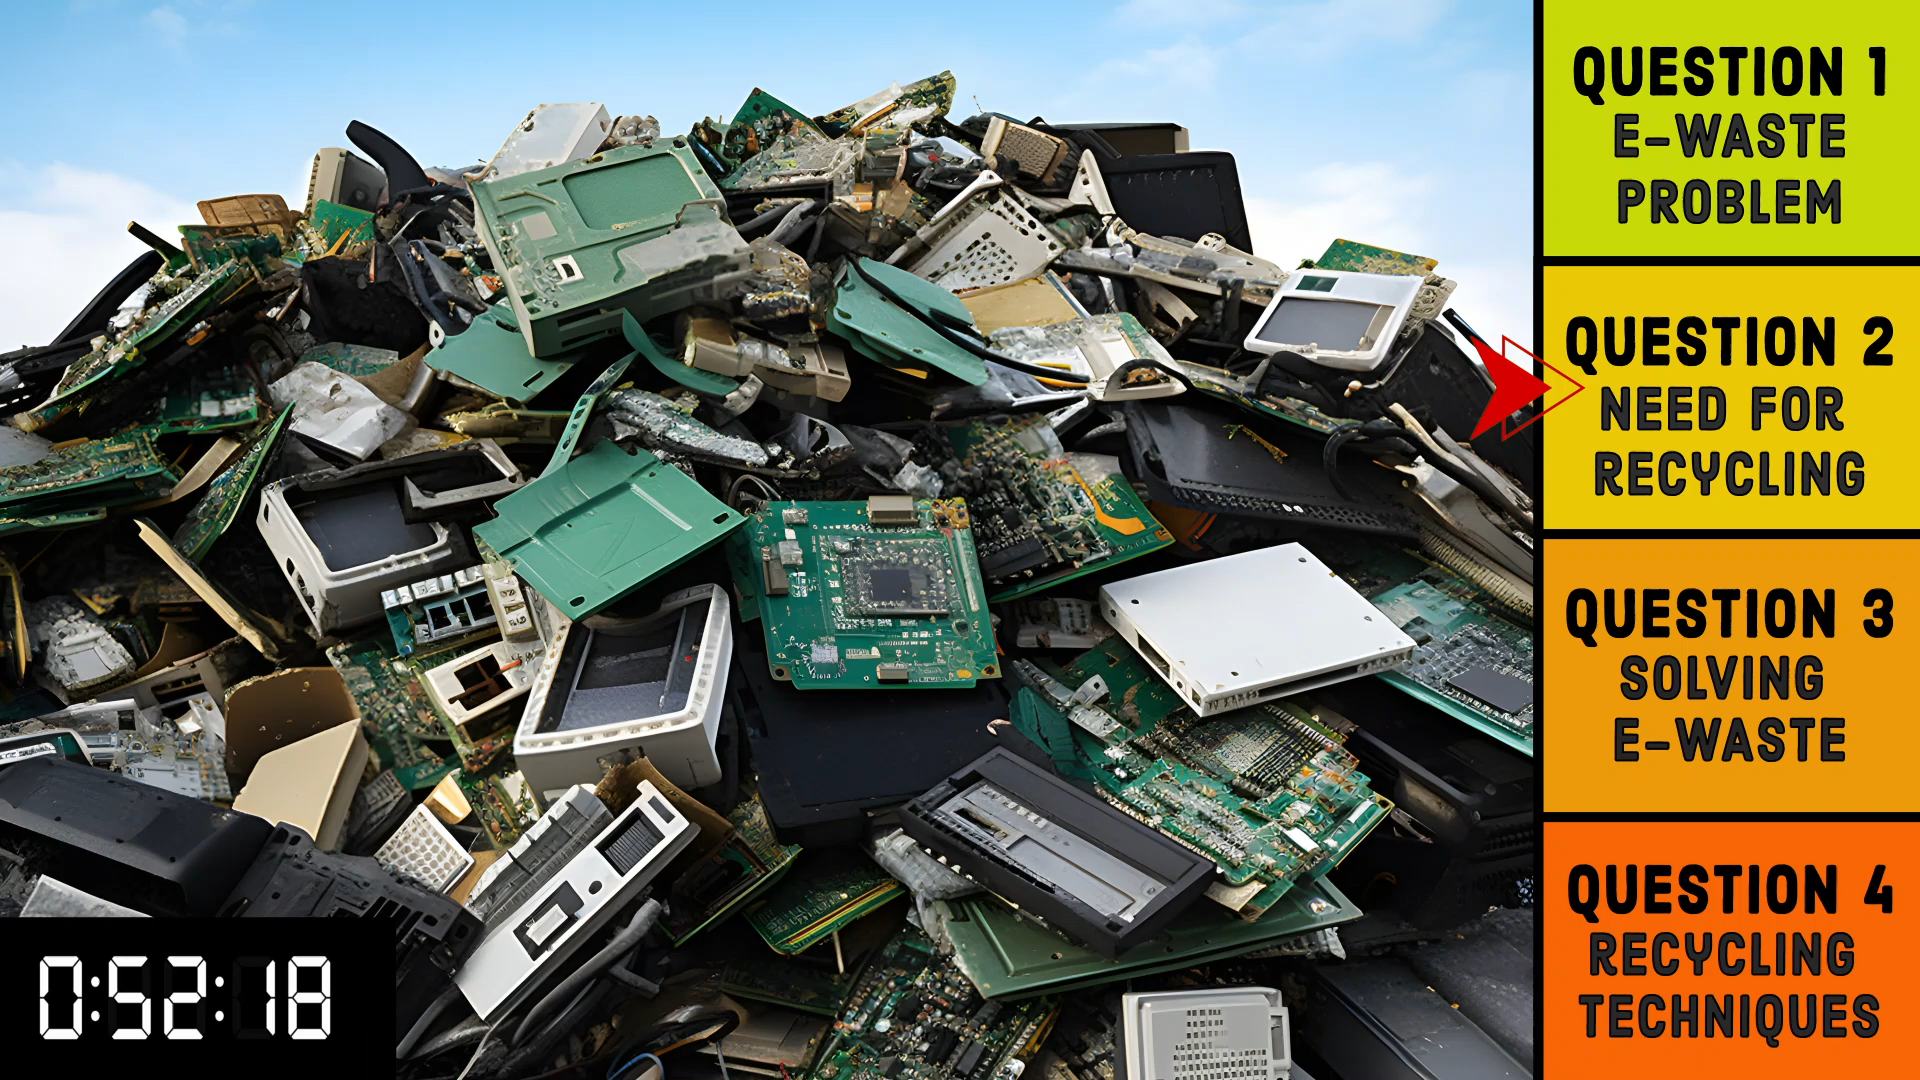 QUESTION 1
E-WASTE
PROBLEM
QUESTION 2
NEED FOR
RECYCLING
QUESTION 3
SOLVING
E-WASTE
QUESTION 4
RECYCLING
TECHNIQUES
0:52:18